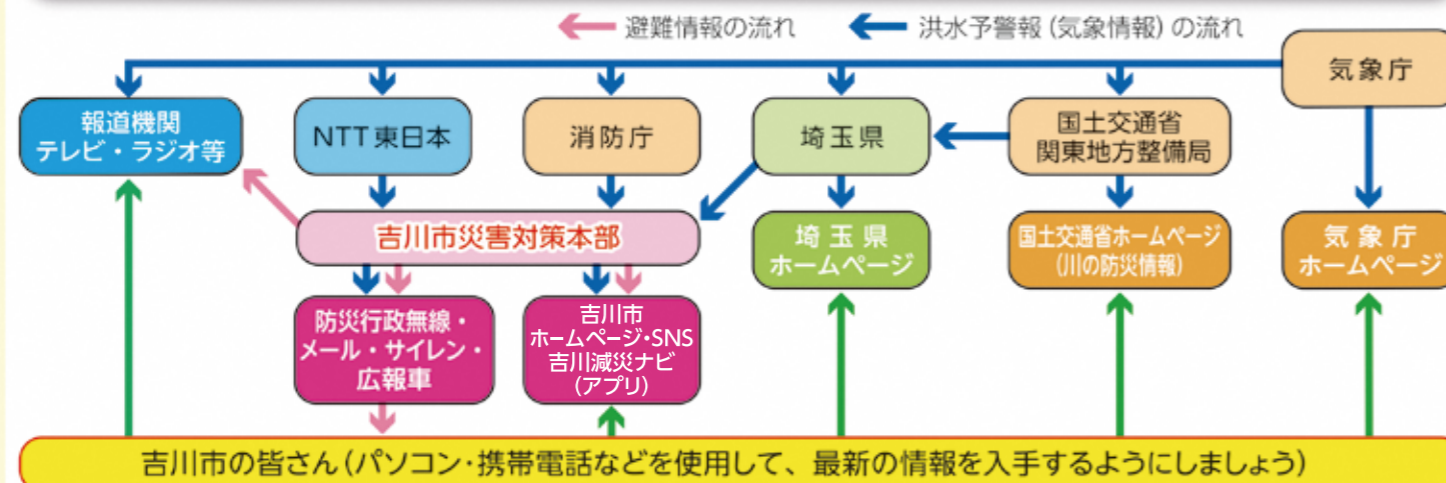 避難情報の流れ
洪水予警報(気象情報)の流れ
気象庁
報道機関
テレビ・ラジオ等
NTT東日本
消防庁
埼玉県
国土交通省
関東地方整備局
吉川市災害対策本部
埼玉県
ホームページ
国土交通省ホームページ
(川の防災情報)
気象庁
ホームページ
防災行政無線・
メール・サイレン・
広報車
吉川市
ホームページ・SNS
吉川減災ナビ
(アプリ)
吉川市の皆さん(パソコン・携帯電話などを使用して、最新の情報を入手するようにしましょう)